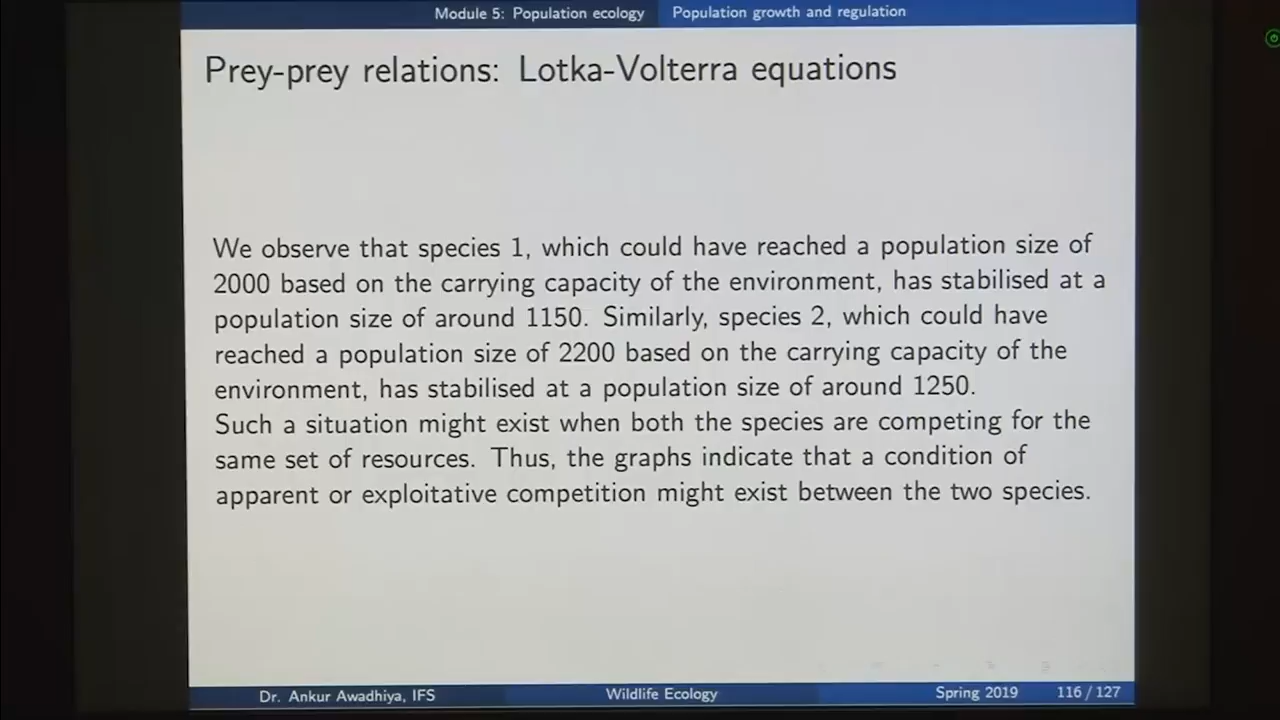 Module 5: Population ecology Population growth and regulation
Prey-prey relations: Lotka-Volterra equations
We observe that species 1, which could have reached a population size of
2000 based on the carrying capacity of the environment, has stabilised at a
population size of around 1150. Similarly, species 2, which could have
reached a population size of 2200 based on the carrying capacity of the
environment, has stabilised at a population size of around 1250.
Such a situation might exist when both the species are competing for the
same set of resources. Thus, the graphs indicate that a condition of
apparent or exploitative competition might exist between the two species.
Dr. Ankur Awadhiya, IFS Wildlife Ecology Spring 2019 116 / 127